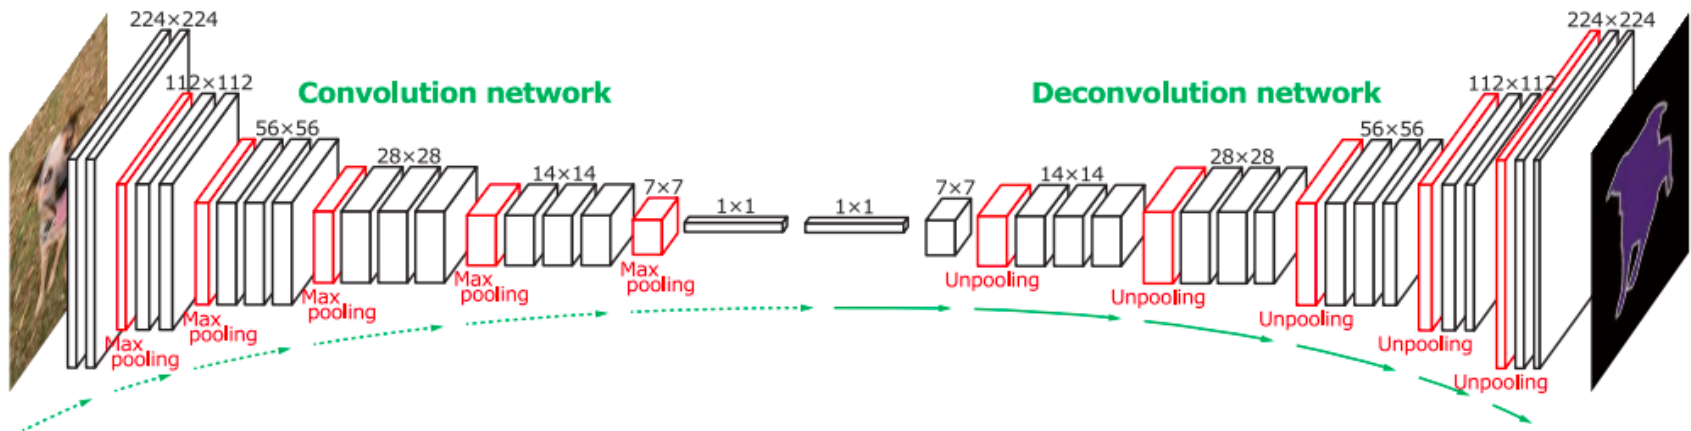 224×224
112×112
56×56
28×28
14×14
7×7
1×1
1×1
7×7
14×14
28×28
56×56
112×112
224×224
Convolution network
Deconvolution network
Max
pooling
Max
pooling
Max
pooling
Max
pooling
Max
pooling
Unpooling
Unpooling
Unpooling
Unpooling
Unpooling